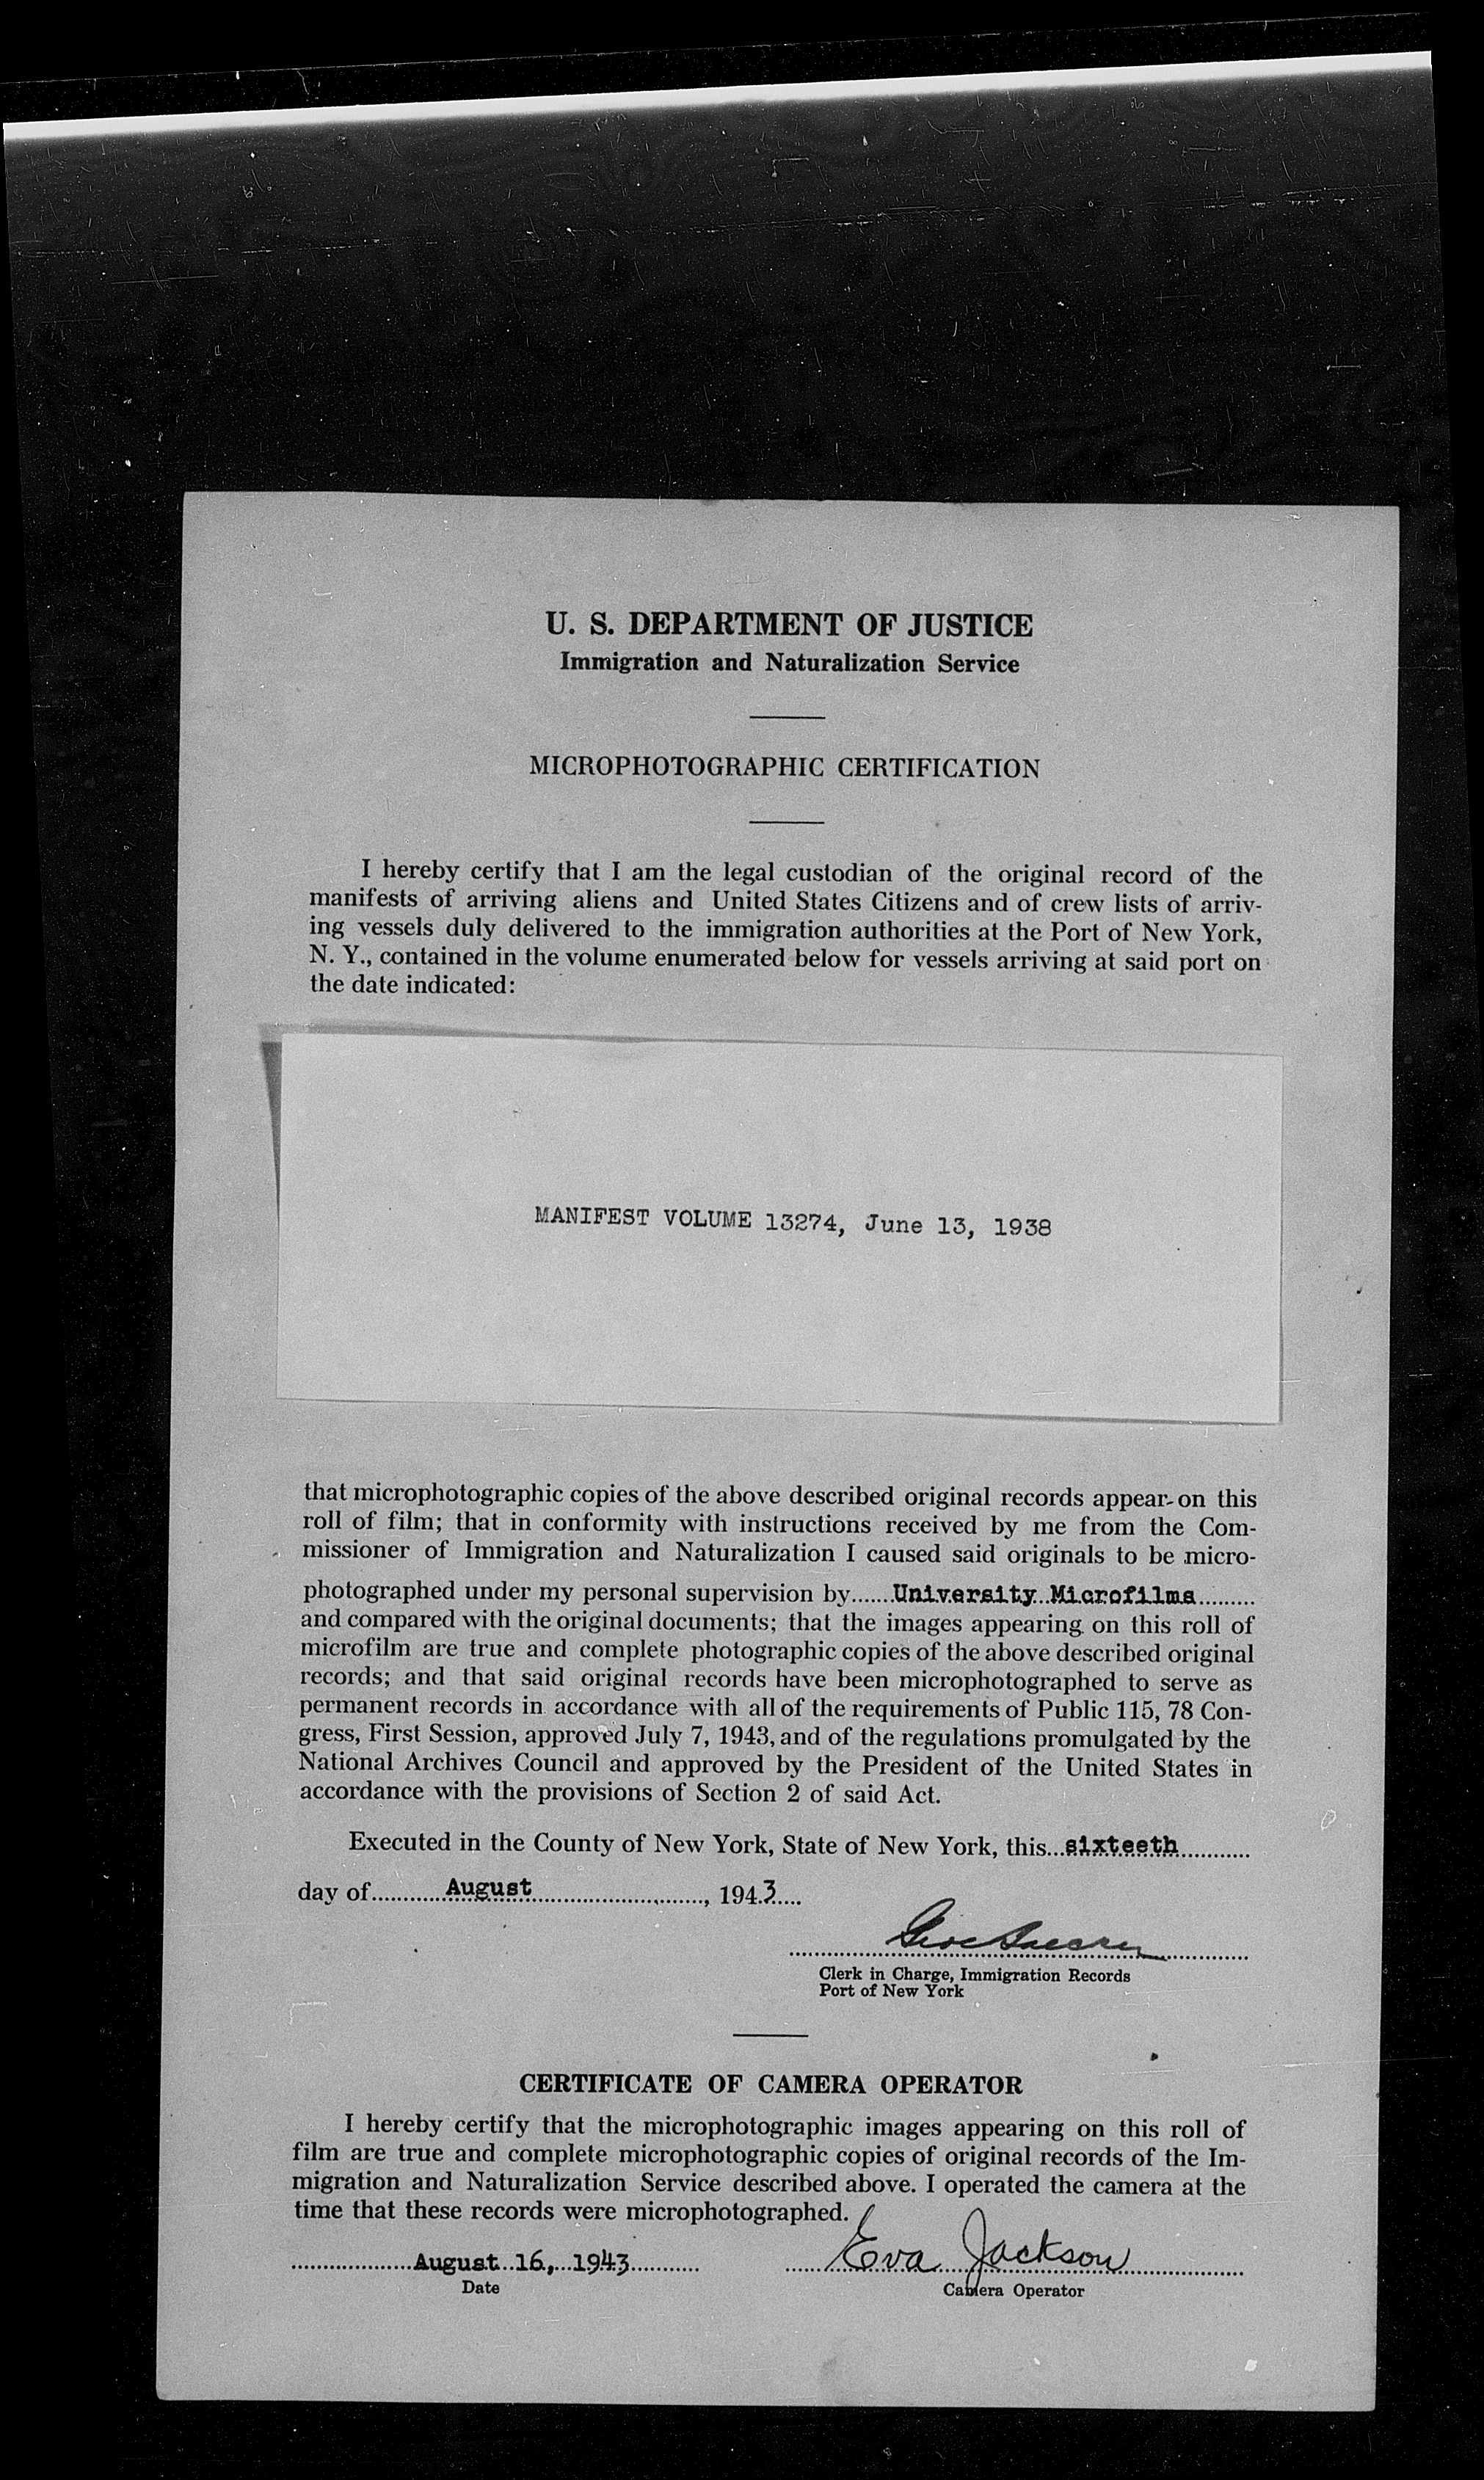 U. S. DEPARTMENT OF JUSTICE
Immigration and Naturalization Service
MICROPHOTOGRAPHIC CERTIFICATION
I hereby certify that I am the legal custodian of the original record of the
manifests of arriving aliens and United States Citizens and of crew lists of arriv-
ing vessels duly delivered to the immigration authorities at the Port of New York,
N. Y., contained in the volume enumerated below for vessels arriving at said port on
the date indicated:
MANIFEST VOLUME 13274, June 13, 1938
that microphotographic copies of the above described original records appear on this
roll of film; that in conformity with instructions received by me from the Com-
missioner of Immigration and Naturalization I caused said originals to be micro-
photographed under my personal supervision by University Microfilms
and compared with the original documents; that the images appearing on this roll of
microfilm are true and complete photographic copies of the above described original
records; and that said original records have been microphotographed to serve as
permanent records in accordance with all of the requirements of Public 115, 78 Con-
gress, First Session, approved July 7, 1943, and of the regulations promulgated by the
National Archives Council and approved by the President of the United States in
accordance with the provisions of Section 2 of said Act.
Executed in the County of New York, State of New York, this sixteeth
day of August, 1943
Clerk in Charge, Immigration Records
Port of New York
CERTIFICATE OF CAMERA OPERATOR
I hereby certify that the microphotographic images appearing on this roll of
film are true and complete microphotographic copies of original records of the Im-
migration and Naturalization Service described above. I operated the camera at the
time that these records were microphotographed.
August 16, 1943 Eva Jackson
Date Camera Operator